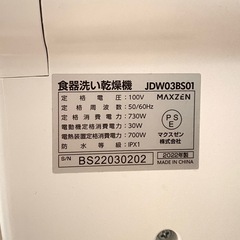 食器洗い乾燥機 JDW03BS01
定格電圧：100V MAXZEN
定格周波数：50/60Hz
定格消費電力：730W
電動機定格消費電力：30W
電熱装置定格消費電力：700W
防水等級：IPX1
PSE
マクスゼン
株式会社
S/N BS22030202 2022年製